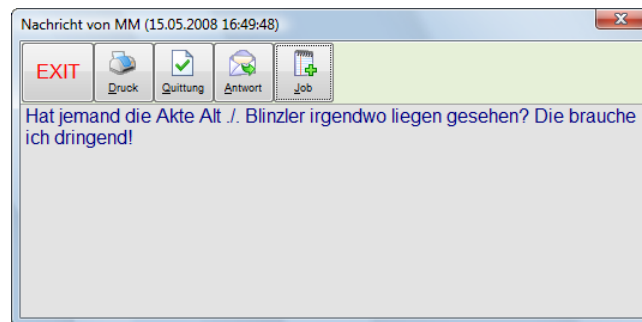 Nachricht von MM (15.05.2008 16:49:48)
EXIT
Druck
Quittung
Antwort
Job
Hat jemand die Akte Alt ./. Blinzler irgendwo liegen gesehen? Die brauche
ich dringend!